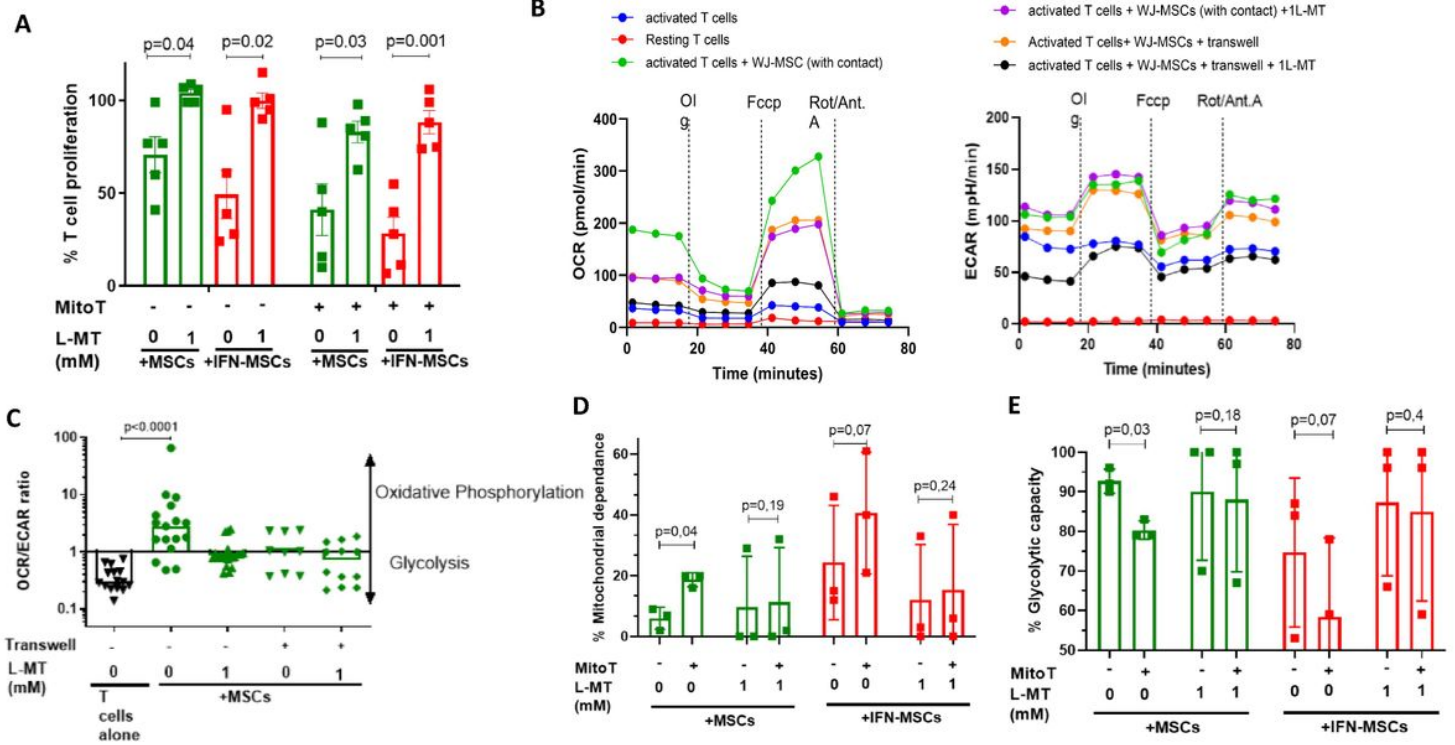 A
p=0.04
p=0.02
p=0.03
p=0.001
% T cell proliferation
100
50
0
MitoT - - - - + + + +
L-MT 0 1 0 1 0 1 0 1
(mM) +MSCs +IFN-MSCs +MSCs +IFN-MSCs
B
activated T cells
Resting T cells
activated T cells + WJ-MSC (with contact)
activated T cells + WJ-MSCs (with contact) +1L-MT
Activated T cells+ WJ-MSCs + transwell
activated T cells + WJ-MSCs + transwell + 1L-MT
Ol
g
Fccp
Rot/Ant.
A
OCR (pmol/min)
400
300
200
100
0
0 20 40 60 80
Time (minutes)
Ol
g
Fccp
Rot/Ant.A
ECAR (mpH/min)
200
150
100
50
0
0 20 40 60 80
Time (minutes)
C
p<0.0001
OCR/ECAR ratio
100
10
1
0.1
Oxidative Phosphorylation
Glycolysis
Transwell - - - + +
L-MT 0 0 1 0 1
(mM)
T
cells
alone
+MSCs
D
p=0,04
p=0,19
p=0,07
p=0,24
% Mitochondrial dependance
60
40
20
0
MitoT - + - + - + - +
L-MT 0 0 1 1 0 0 1 1
(mM)
+MSCs +IFN-MSCs
E
p=0,03
p=0,18
p=0,07
p=0,4
% Glycolytic capacity
100
90
80
70
60
50
MitoT - + - + - + - +
L-MT 0 0 1 1 0 0 1 1
(mM)
+MSCs +IFN-MSCs